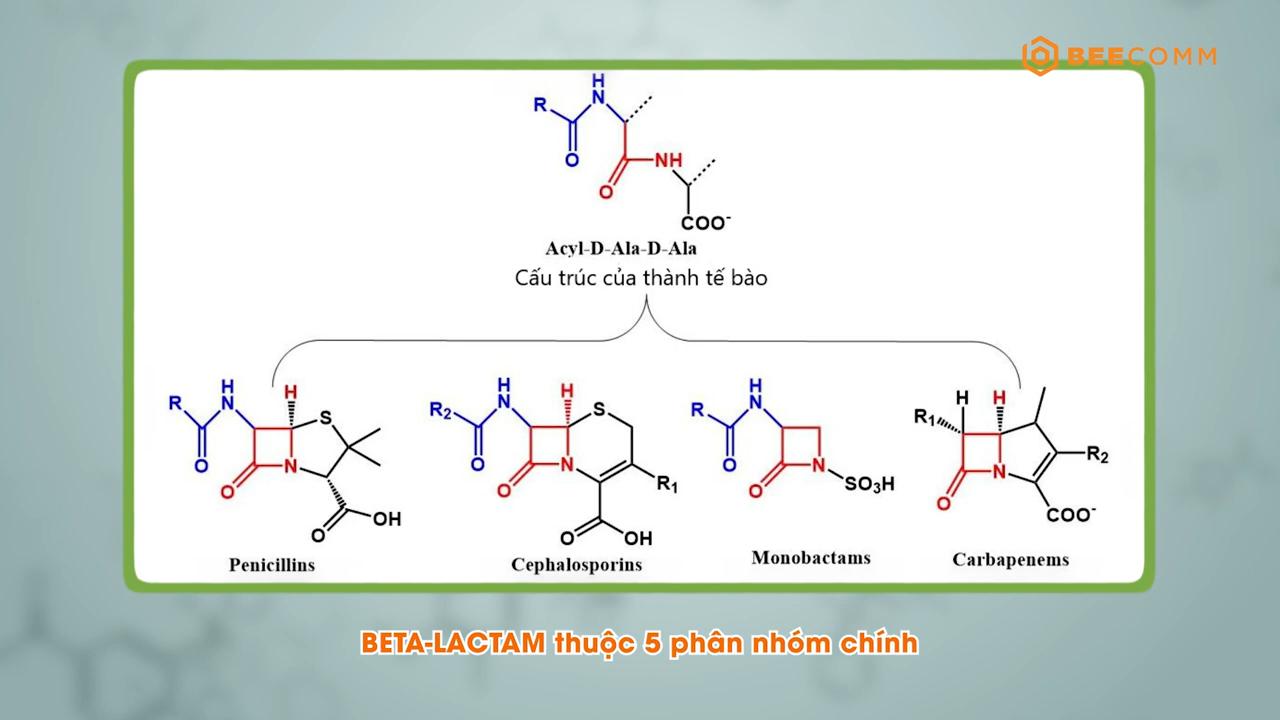 BEECOMM
H
R N
O
NH
O
COO⁻
Acyl-D-Ala-D-Ala
Cấu trúc của thành tế bào
H H
R N S
O N
O
O OH
Penicillins
H H
R₂ N S
O N
O R₁
O OH
Cephalosporins
H
R N
O N
O SO₃H
Monobactams
H H
R₁
R₂
N
O COO⁻
Carbapenems
BETA-LACTAM thuộc 5 phân nhóm chính